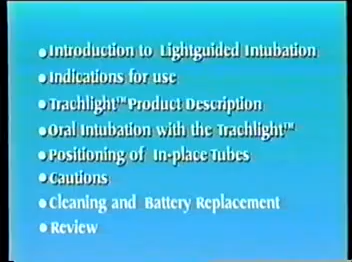 • Introduction to Lightguided Intubation
• Indications for use
• Trachlight™ Product Description
• Oral Intubation with the Trachlight™
• Positioning of In-place Tubes
• Cautions
• Cleaning and Battery Replacement
• Review